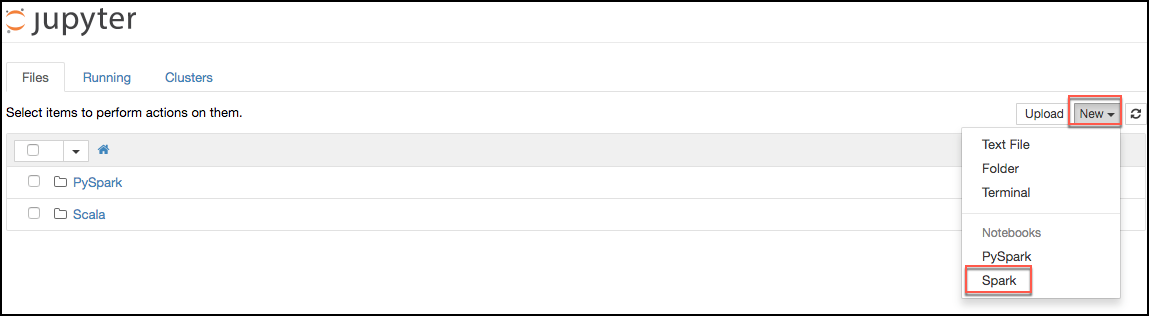 jupyter
Files Running Clusters
Select items to perform actions on them.
Upload New
Text File
Folder
Terminal
PySpark
Scala
Notebooks
PySpark
Spark